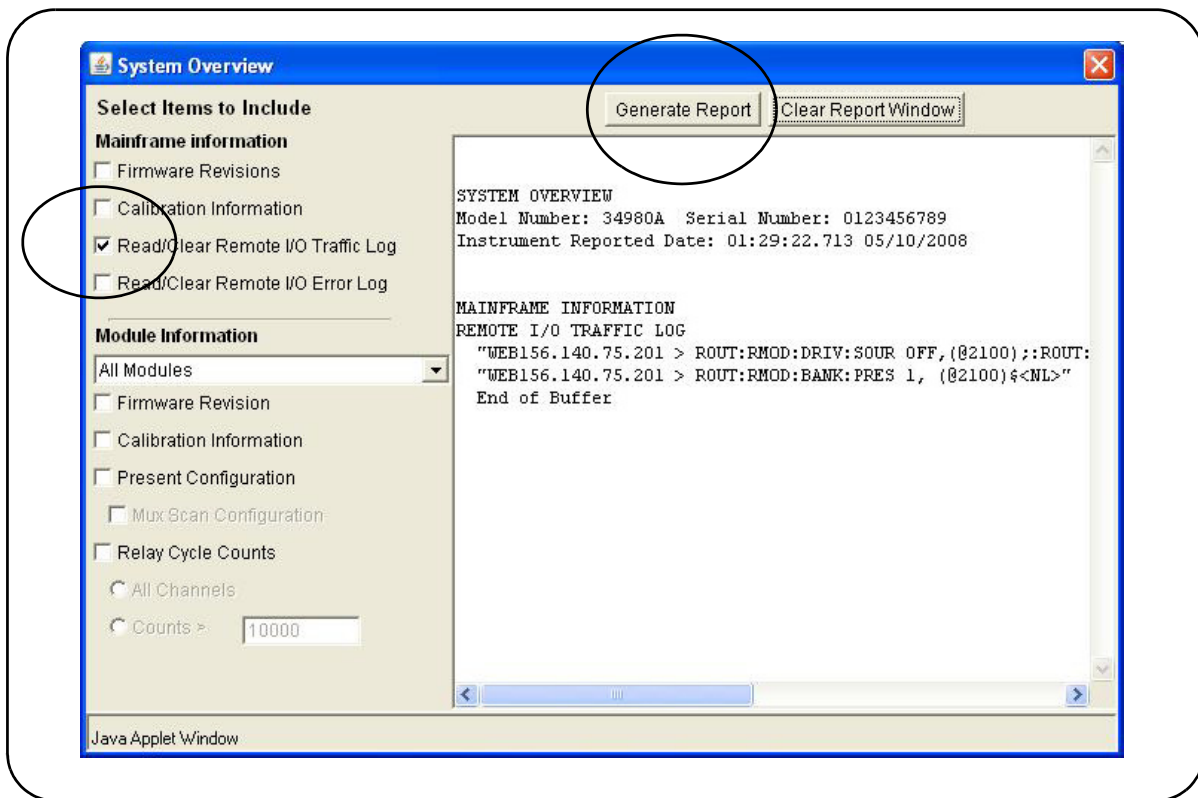 System Overview
Select Items to Include
Generate Report
Clear Report Window
Mainframe information
Firmware Revisions
Calibration Information
Read/Clear Remote I/O Traffic Log
Read/Clear Remote I/O Error Log
Module Information
All Modules
Firmware Revision
Calibration Information
Present Configuration
Mux Scan Configuration
Relay Cycle Counts
All Channels
Counts >
10000
SYSTEM OVERVIEW
Model Number: 34980A  Serial Number: 0123456789
Instrument Reported Date: 01:29:22.713 05/10/2008
MAINFRAME INFORMATION
REMOTE I/O TRAFFIC LOG
"WEB156.140.75.201 > ROUT:RMOD:DRIV:SOUR OFF,(@2100);:ROUT:
"WEB156.140.75.201 > ROUT:RMOD:BANK:PRES 1, (@2100)$<NL>"
End of Buffer
Java Applet Window